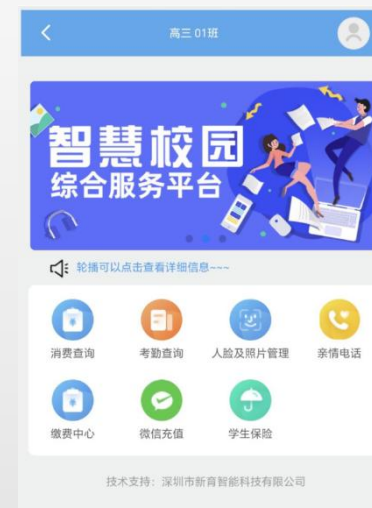 高三 01班
智慧校园
综合服务平台
轮播可以点击查看详细信息~~~
消费查询 考勤查询 人脸及照片管理 亲情电话
缴费中心 微信充值 学生保险
技术支持：深圳市新育智能科技有限公司